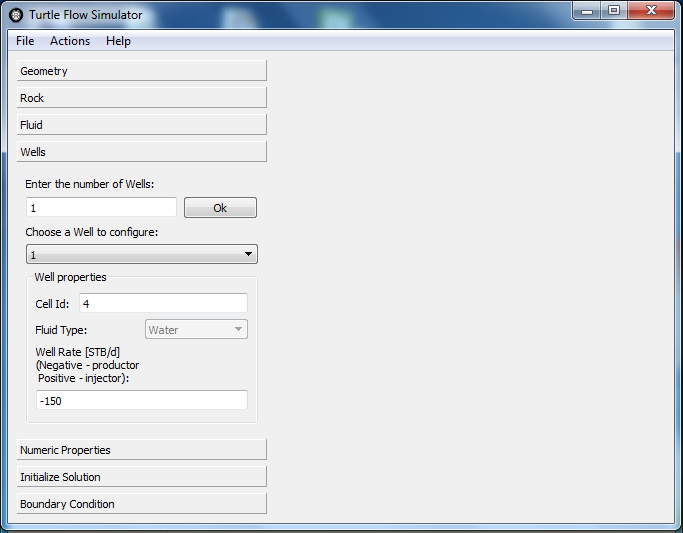 Turtle Flow Simulator
File Actions Help
Geometry
Rock
Fluid
Wells
Enter the number of Wells:
1 Ok
Choose a Well to configure:
1
Well properties
Cell Id: 4
Fluid Type: Water
Well Rate [STB/d]
(Negative - productor
Positive - injector):
-150
Numeric Properties
Initialize Solution
Boundary Condition